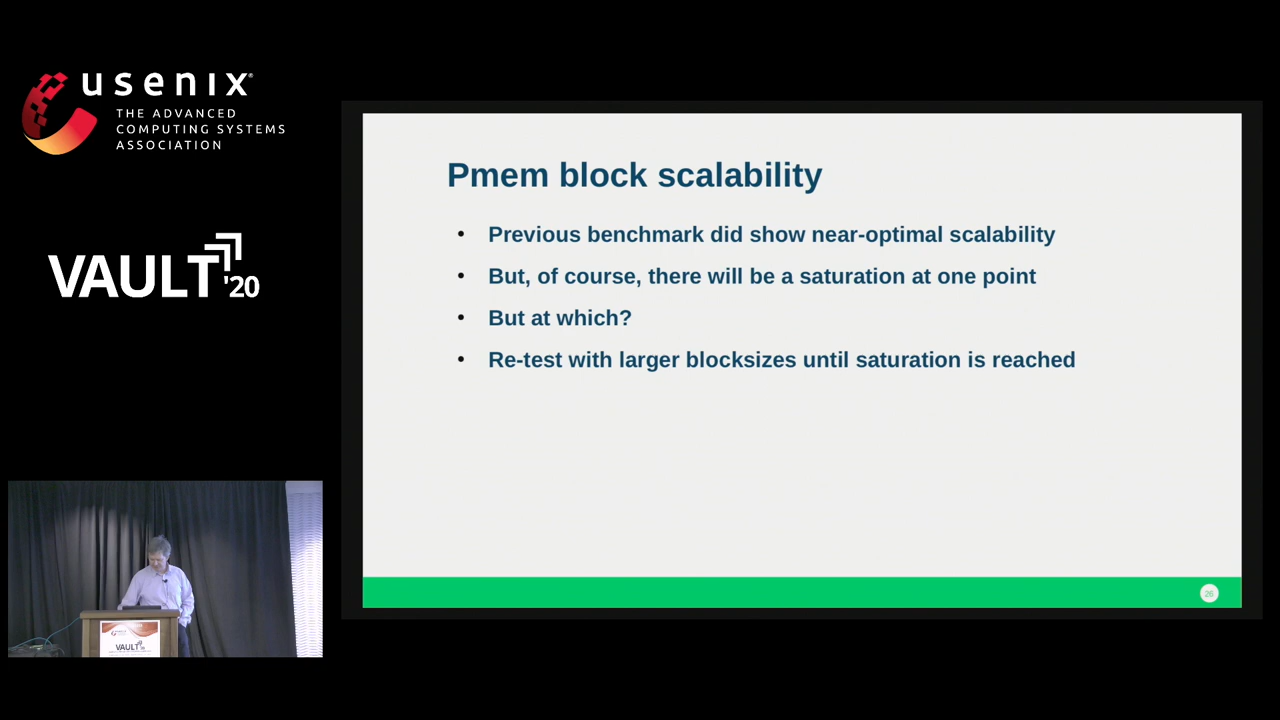 usenix®
THE ADVANCED
COMPUTING SYSTEMS
ASSOCIATION
VAULT '20
Pmem block scalability
• Previous benchmark did show near-optimal scalability
• But, of course, there will be a saturation at one point
• But at which?
• Re-test with larger blocksizes until saturation is reached
26
VAULT